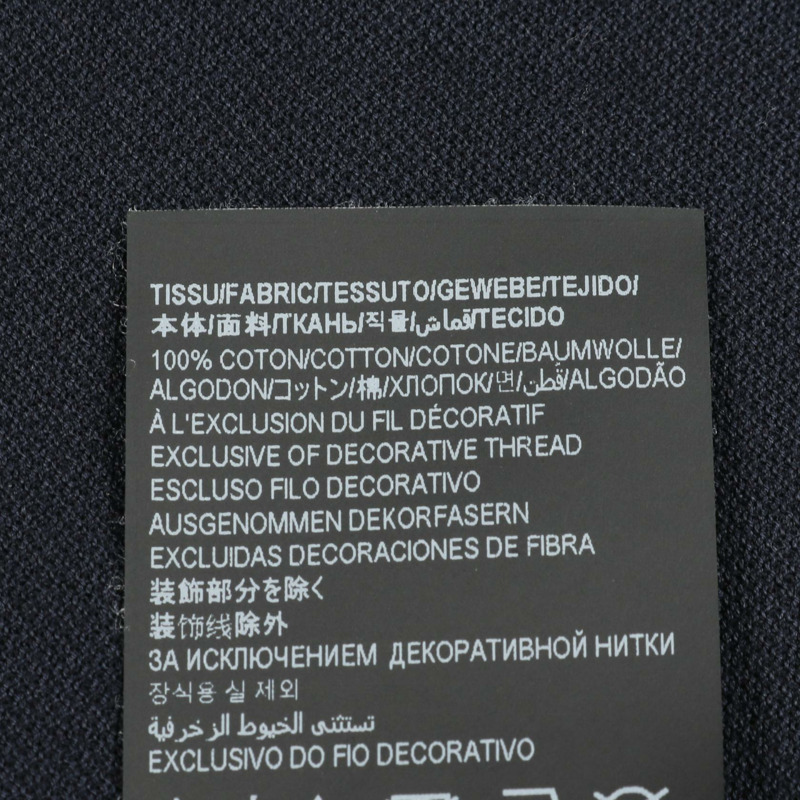 TISSU/FABRIC/TESSUTO/GEWEBE/TEJIDO/
本体/面料/ТКАНЬ/직물/قماش/TECIDO
100% COTON/COTTON/COTONE/BAUMWOLLE/
ALGODON/コットン/棉/ХЛОПОК/면/قطن/ALGODÃO
À L'EXCLUSION DU FIL DÉCORATIF
EXCLUSIVE OF DECORATIVE THREAD
ESCLUSO FILO DECORATIVO
AUSGENOMMEN DEKORFASERN
EXCLUIDAS DECORACIONES DE FIBRA
装飾部分を除く
装饰线除外
ЗА ИСКЛЮЧЕНИЕМ ДЕКОРАТИВНОЙ НИТКИ
장식용 실 제외
تستثنى الخيوط الزخرفية
EXCLUSIVO DO FIO DECORATIVO